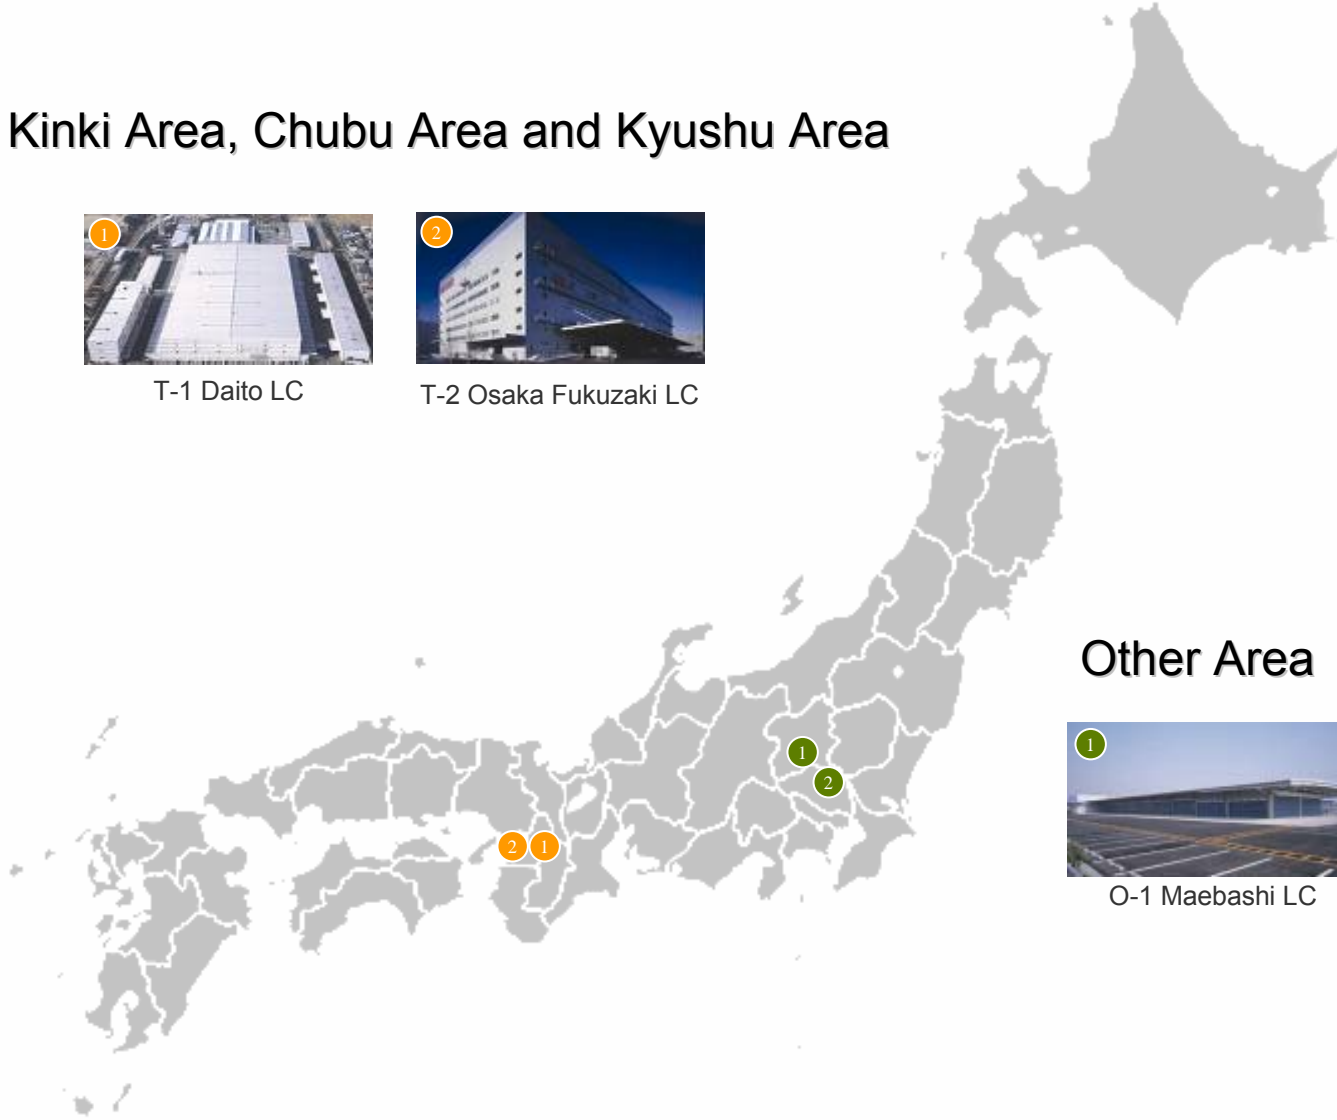 Kinki Area, Chubu Area and Kyushu Area
1
2
T-1 Daito LC
T-2 Osaka Fukuzaki LC
Other Area
1
O-1 Maebashi LC
1
2
2
1